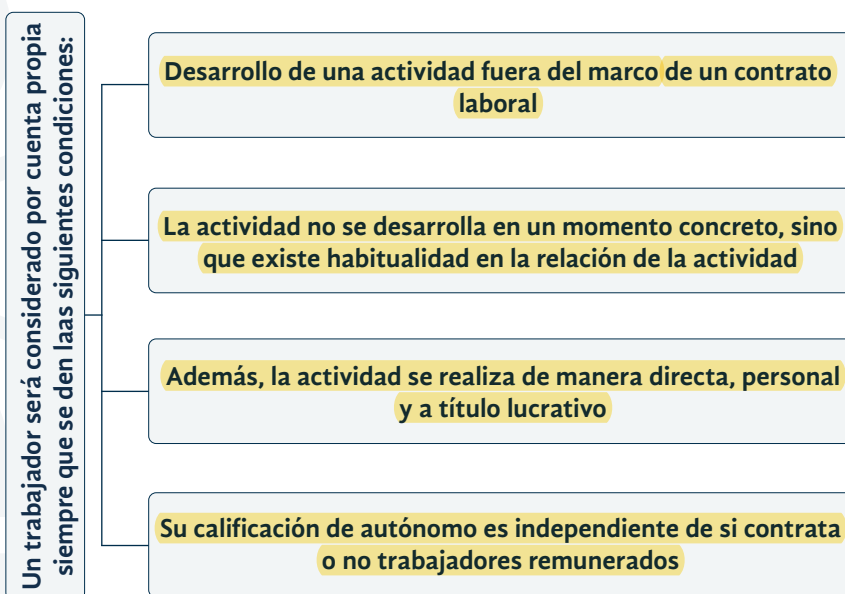 Un trabajador será considerado por cuenta propia
siempre que se den laas siguientes condiciones:
Desarrollo de una actividad fuera del marco de un contrato
laboral
La actividad no se desarrolla en un momento concreto, sino
que existe habitualidad en la relación de la actividad
Además, la actividad se realiza de manera directa, personal
y a título lucrativo
Su calificación de autónomo es independiente de si contrata
o no trabajadores remunerados